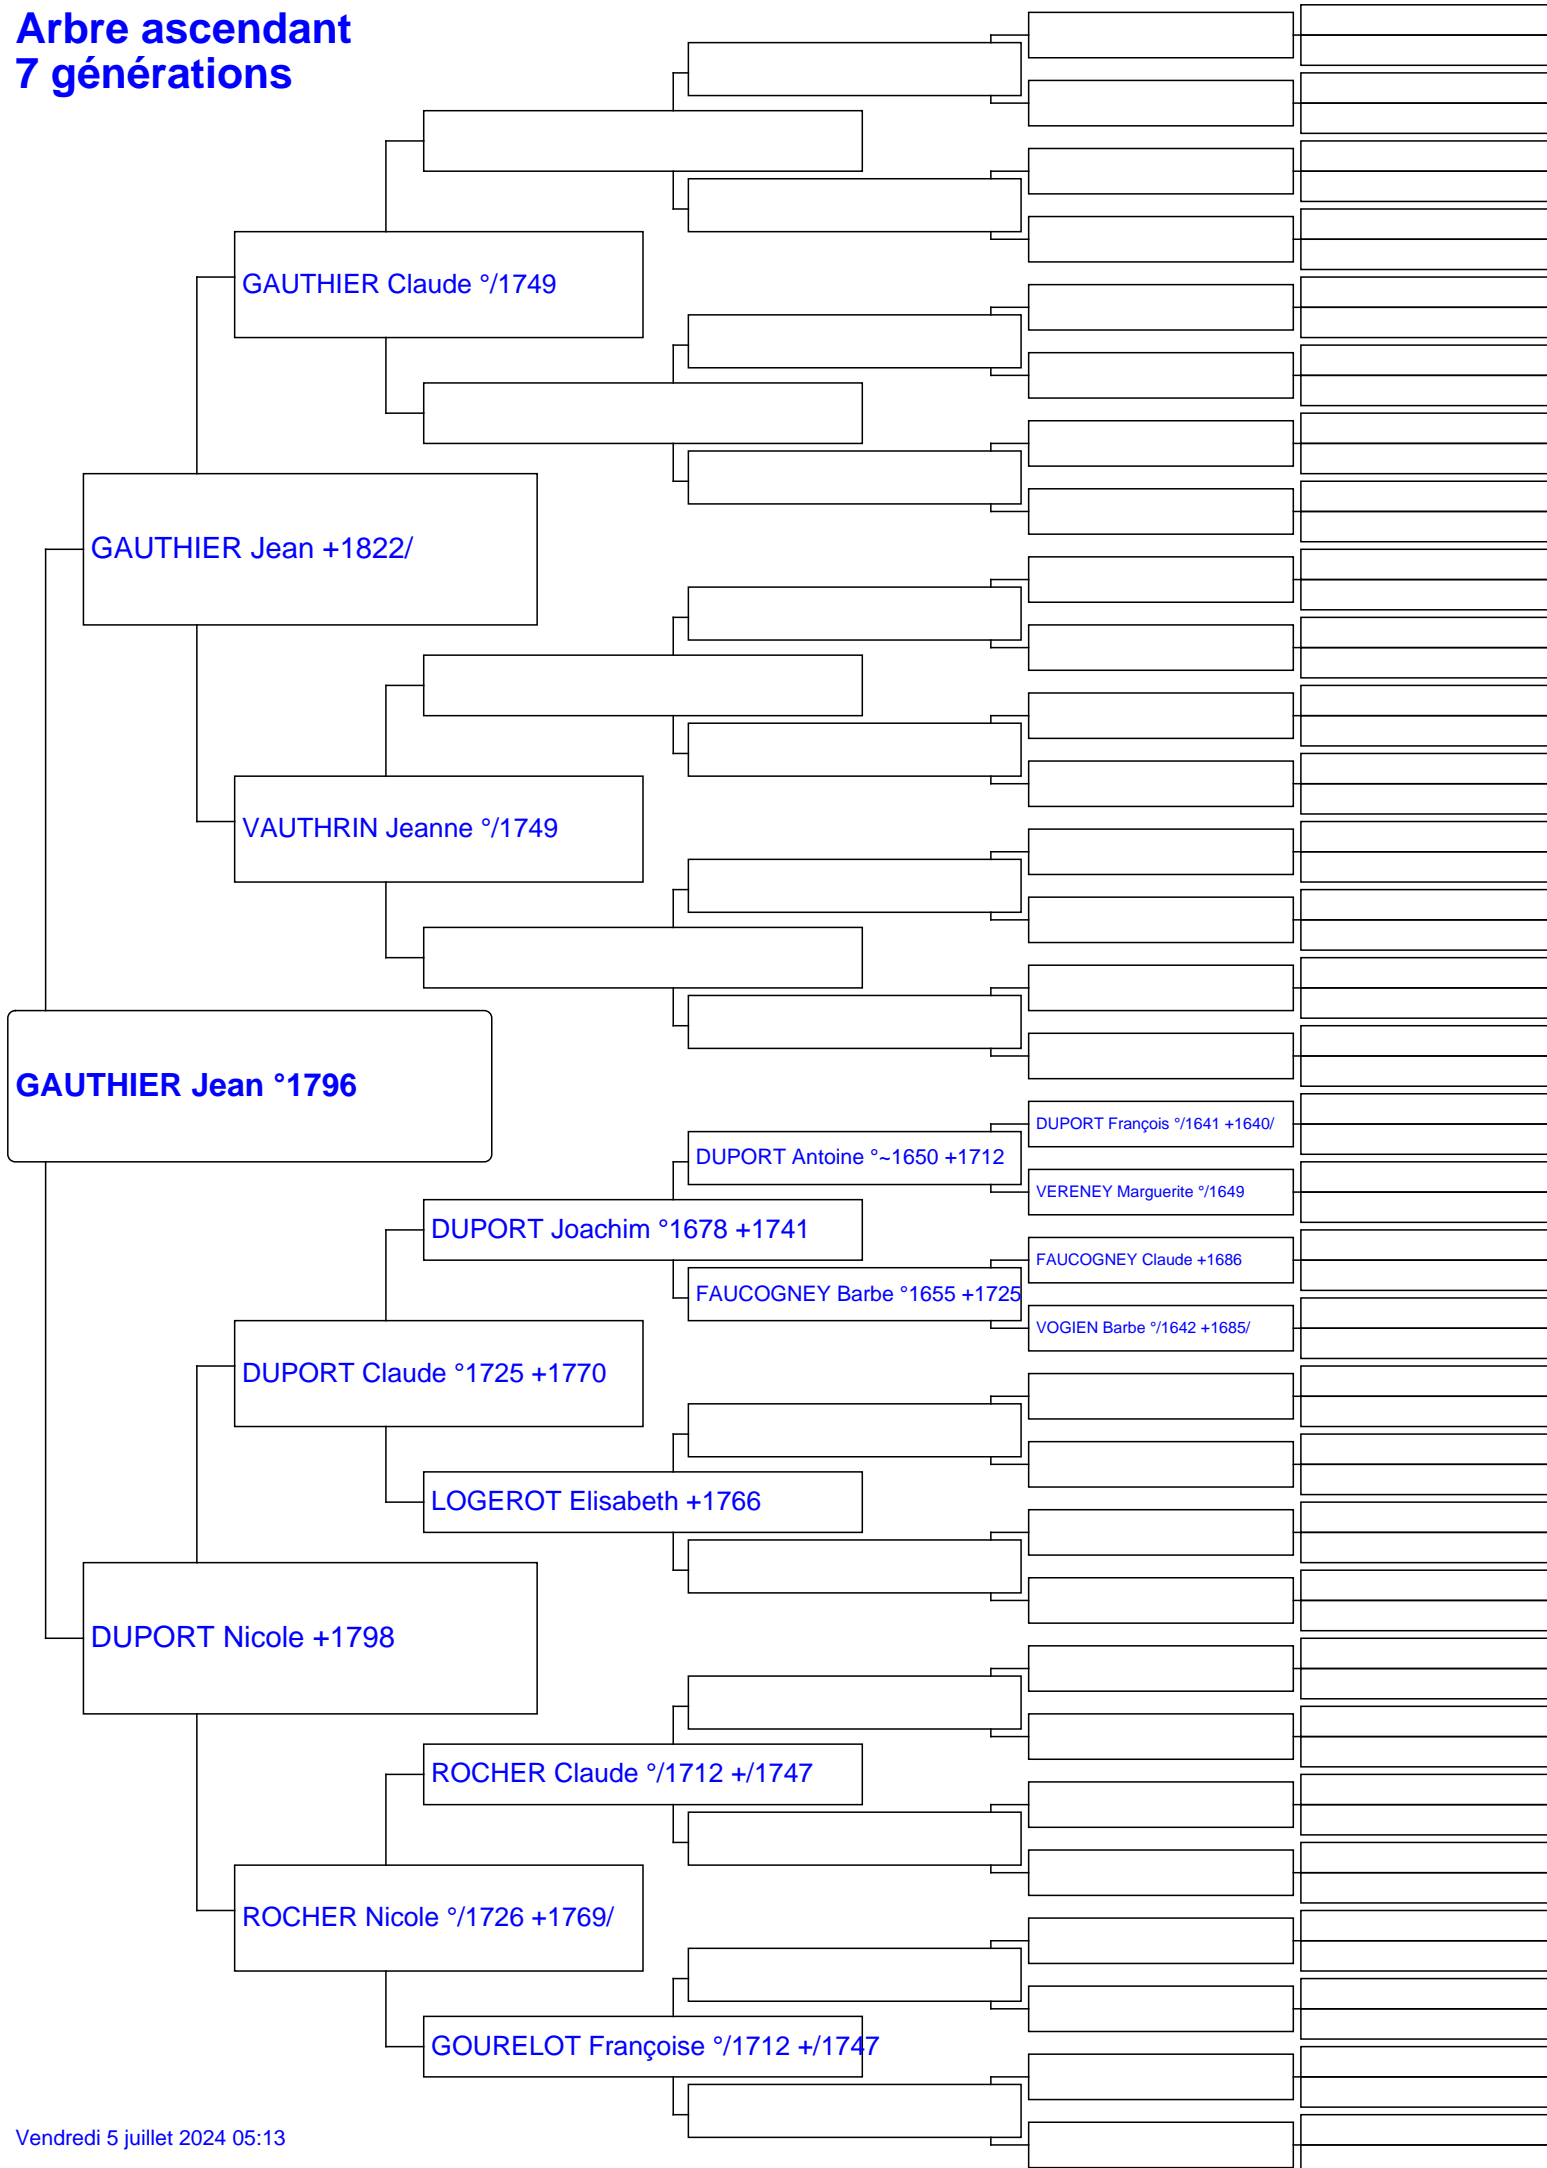 Arbre ascendant
7 générations
GAUTHIER Claude °/1749
GAUTHIER Jean +1822/
VAUTHRIN Jeanne °/1749
GAUTHIER Jean °1796
DUPORT François °/1641 +1640/
DUPORT Antoine °~1650 +1712
VERENEY Marguerite °/1649
DUPORT Joachim °1678 +1741
FAUCOGNEY Claude +1686
FAUCOGNEY Barbe °1655 +1725
VOGIEN Barbe °/1642 +1685/
DUPORT Claude °1725 +1770
LOGEROT Elisabeth +1766
DUPORT Nicole +1798
ROCHER Claude °/1712 +/1747
ROCHER Nicole °/1726 +1769/
GOURELOT Françoise °/1712 +/1747
Vendredi 5 juillet 2024 05:13